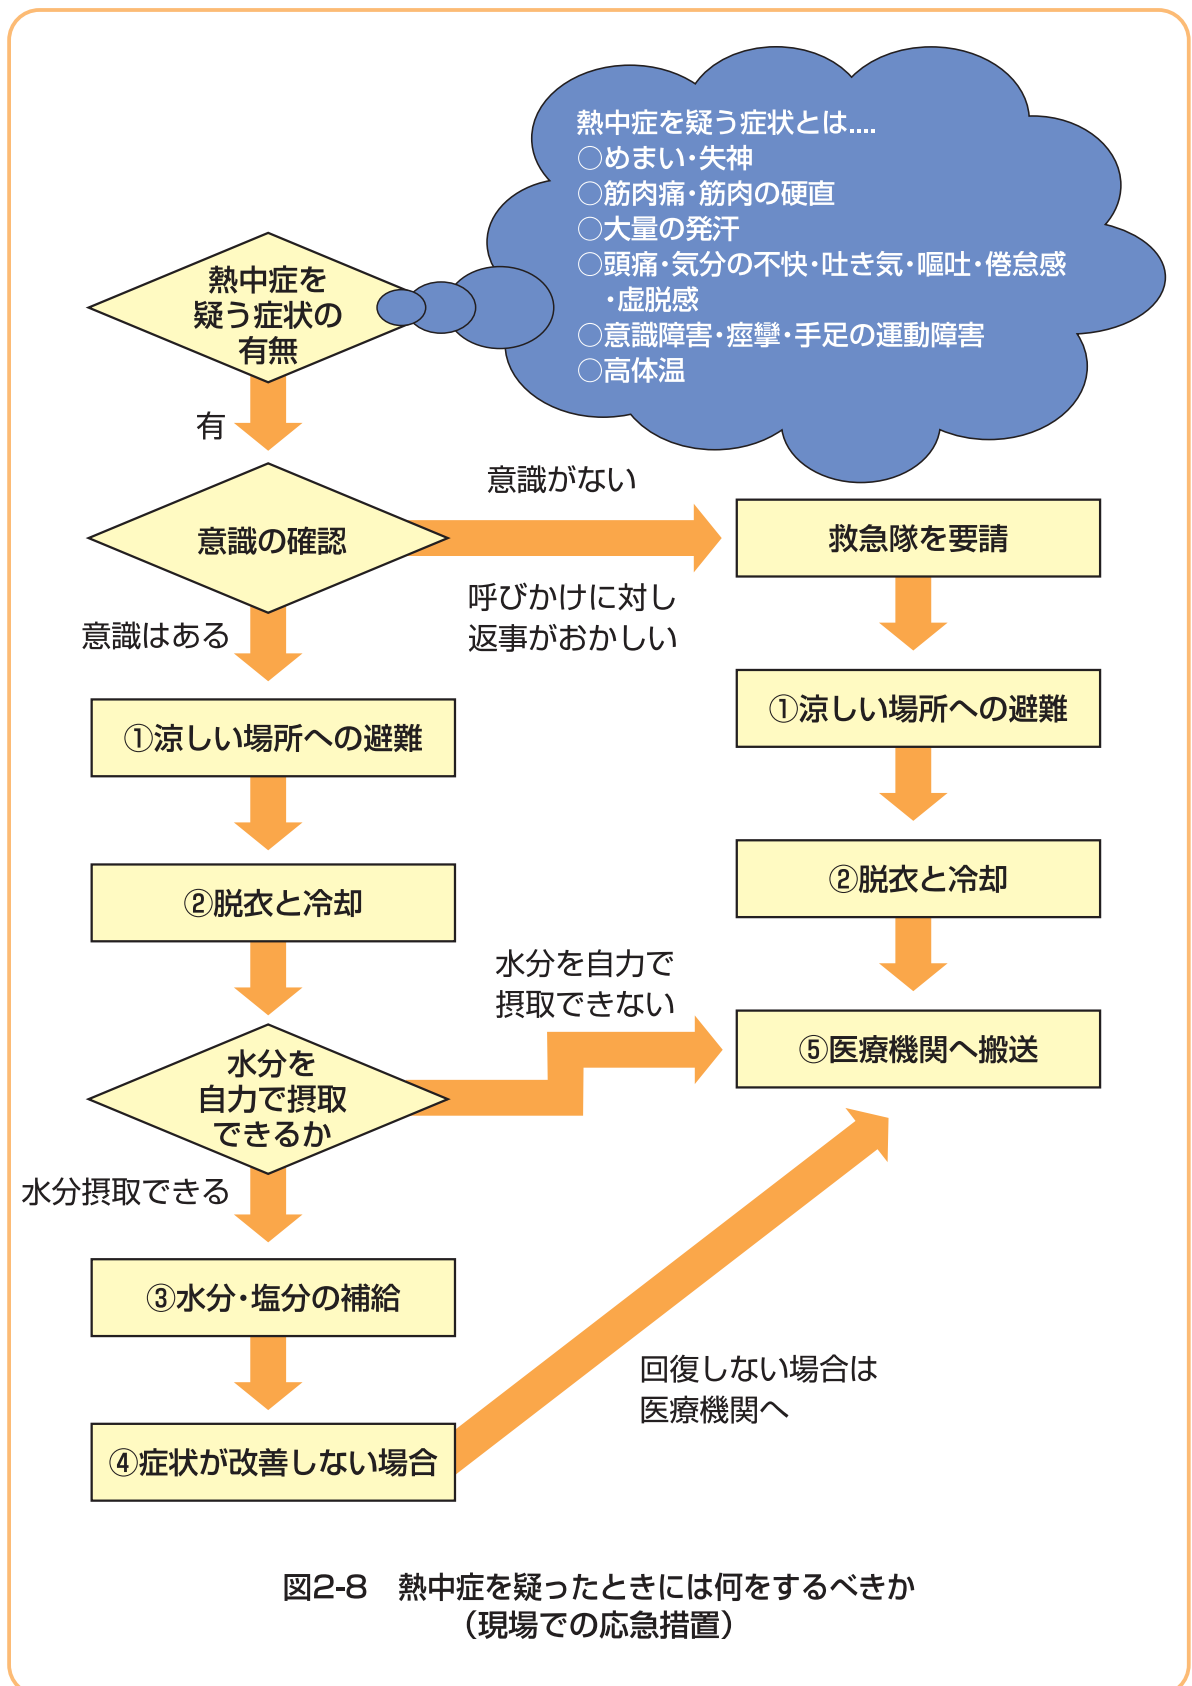 熱中症を疑う症状とは....
○めまい・失神
○筋肉痛・筋肉の硬直
○大量の発汗
○頭痛・気分の不快・吐き気・嘔吐・倦怠感
・虚脱感
○意識障害・痙攣・手足の運動障害
○高体温
熱中症を
疑う症状の
有無
有
意識の確認
意識がない
呼びかけに対し
返事がおかしい
救急隊を要請
意識はある
①涼しい場所への避難
①涼しい場所への避難
②脱衣と冷却
②脱衣と冷却
水分を自力で
摂取できない
水分を
自力で摂取
できるか
⑤医療機関へ搬送
水分摂取できる
③水分・塩分の補給
回復しない場合は
医療機関へ
④症状が改善しない場合
図2-8　熱中症を疑ったときには何をするべきか
（現場での応急措置）